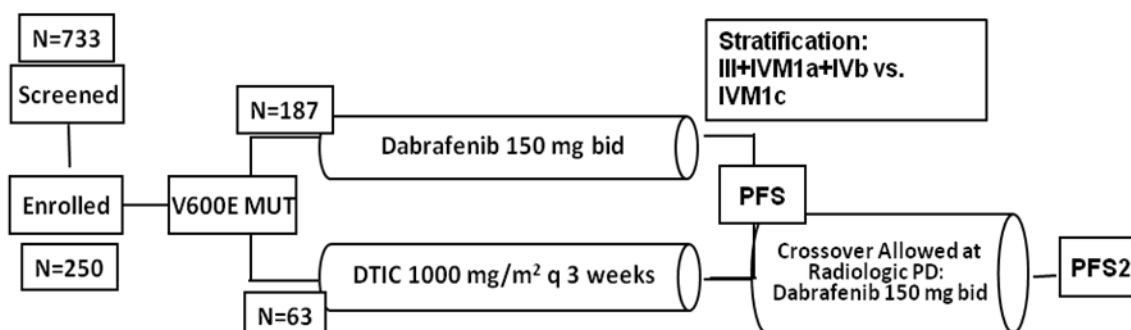 N=733
Screened
Enrolled
N=250
V600E MUT
N=187
Dabrafenib 150 mg bid
DTIC 1000 mg/m² q 3 weeks
N=63
Stratification:
III+IVM1a+IVb vs.
IVM1c
PFS
Crossover Allowed at
Radiologic PD:
Dabrafenib 150 mg bid
PFS2